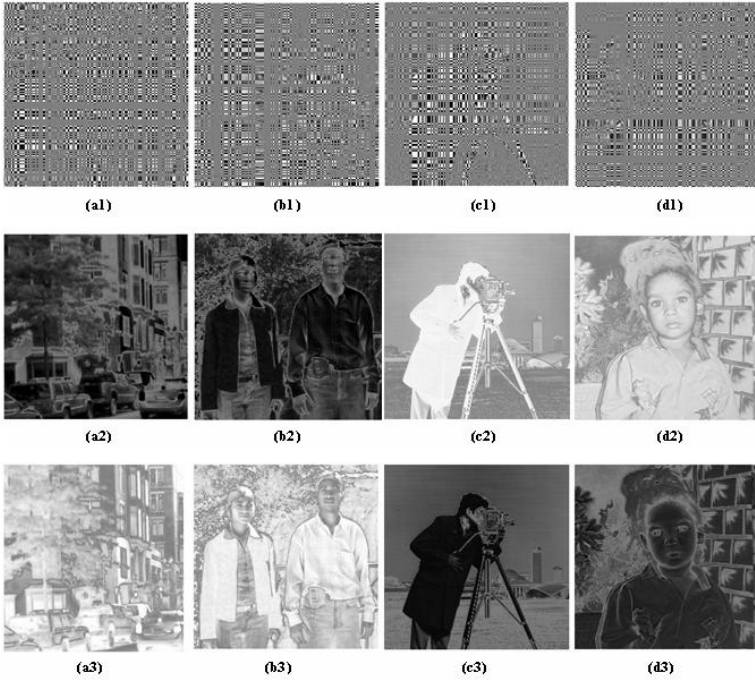 (a1) (b1) (c1) (d1)
(a2) (b2) (c2) (d2)
(a3) (b3) (c3) (d3)